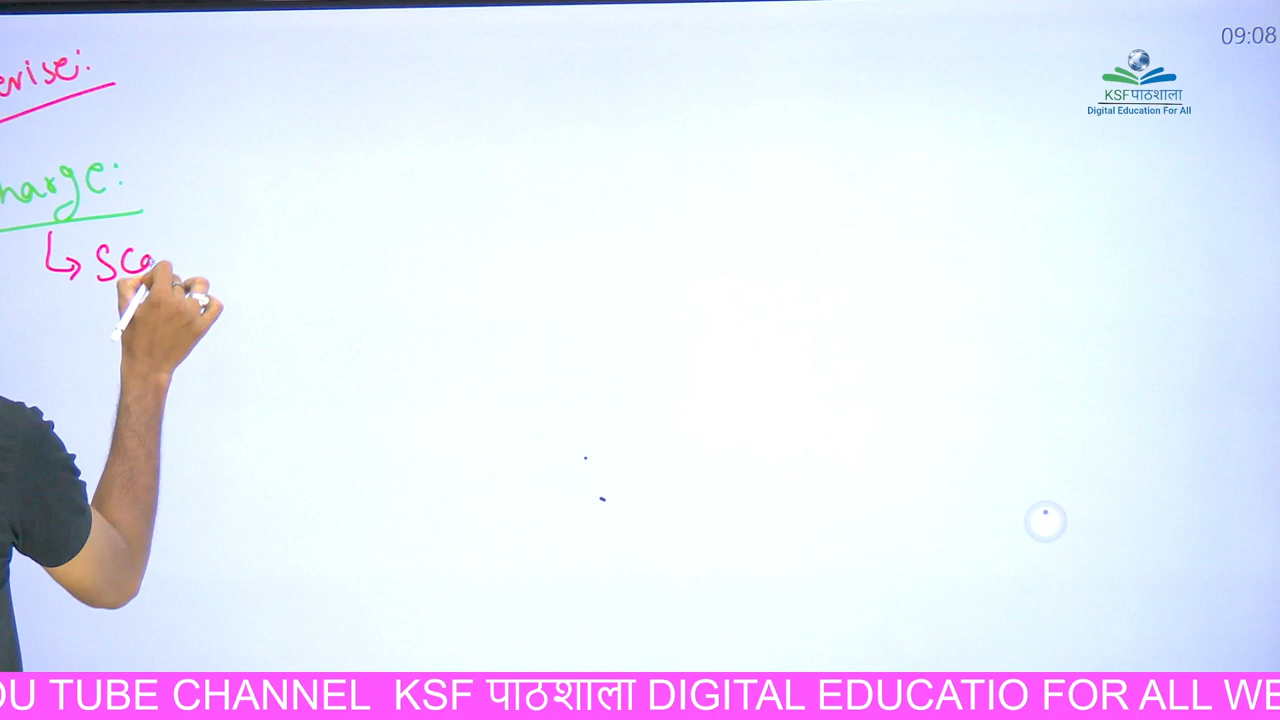 erise:
09:08
KSFपाठशाला
Digital Education For All
harge:
↳ Sca
OU TUBE CHANNEL KSF पाठशाला DIGITAL EDUCATIO FOR ALL WE